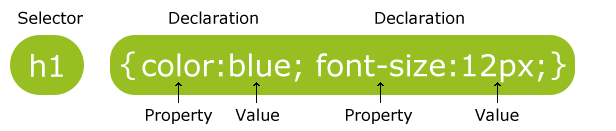 Selector Declaration Declaration
h1 {color:blue; font-size:12px;}
Property Value Property Value